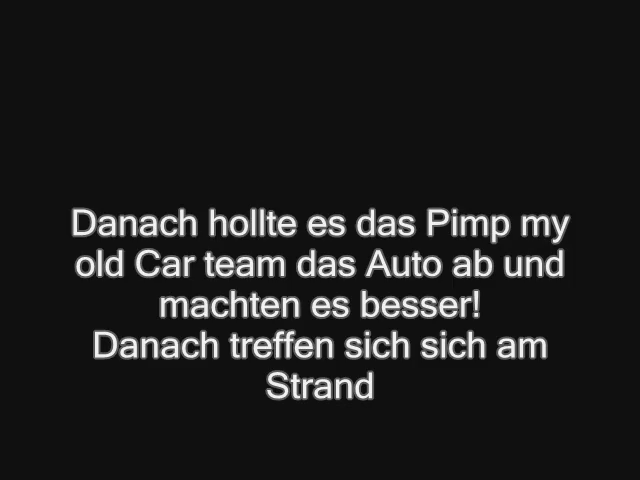 Danach hollte es das Pimp my
old Car team das Auto ab und
machten es besser!
Danach treffen sich sich am
Strand